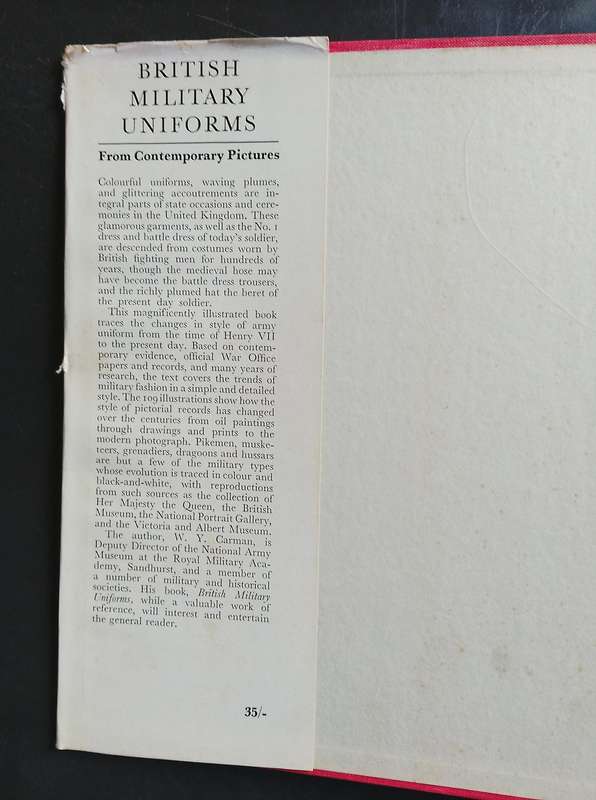 BRITISH
MILITARY
UNIFORMS
From Contemporary Pictures
Colourful uniforms, waving plumes,
and glittering accoutrements are in-
tegral parts of state occasions and cere-
monies in the United Kingdom. These
glamorous garments, as well as the No. 1
dress and battle dress of today's soldier,
are descended from costumes worn by
British fighting men for hundreds of
years, though the medieval hose may
have become the battle dress trousers,
and the richly plumed hat the beret of
the present day soldier.
This magnificently illustrated book
traces the changes in style of army
uniform from the time of Henry VII
to the present day. Based on contem-
porary evidence, official War Office
papers and records, and many years of
research, the text covers the trends of
military fashion in a simple and detailed
style. The 109 illustrations show how the
style of pictorial records has changed
over the centuries from oil paintings
through drawings and prints to the
modern photograph. Pikemen, muske-
teers, grenadiers, dragoons and hussars
are but a few of the military types
whose evolution is traced in colour and
black-and-white, with reproductions
from such sources as the collection of
Her Majesty the Queen, the British
Museum, the National Portrait Gallery,
and the Victoria and Albert Museum.
The author, W. Y. Carman, is
Deputy Director of the National Army
Museum at the Royal Military Aca-
demy, Sandhurst, and a member of
a number of military and historical
societies. His book, British Military
Uniforms, while a valuable work of
reference, will interest and entertain
the general reader.
35/-